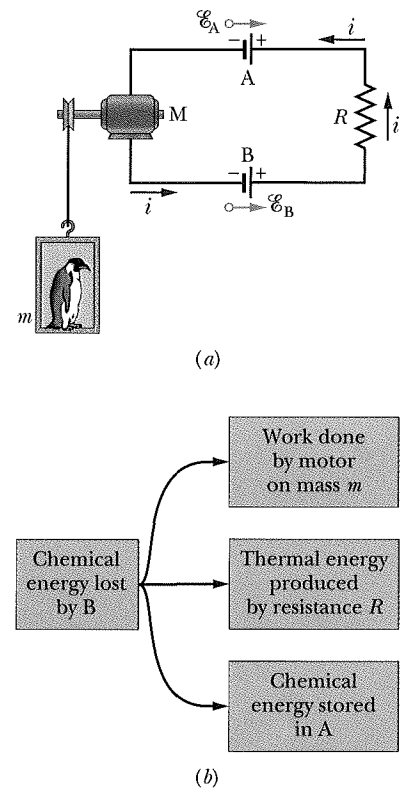 ℰA
− +
i
A
M
R
i
B
− +
i
ℰB
m
(a)
Work done
by motor
on mass m
Chemical
energy lost
by B
Thermal energy
produced
by resistance R
Chemical
energy stored
in A
(b)